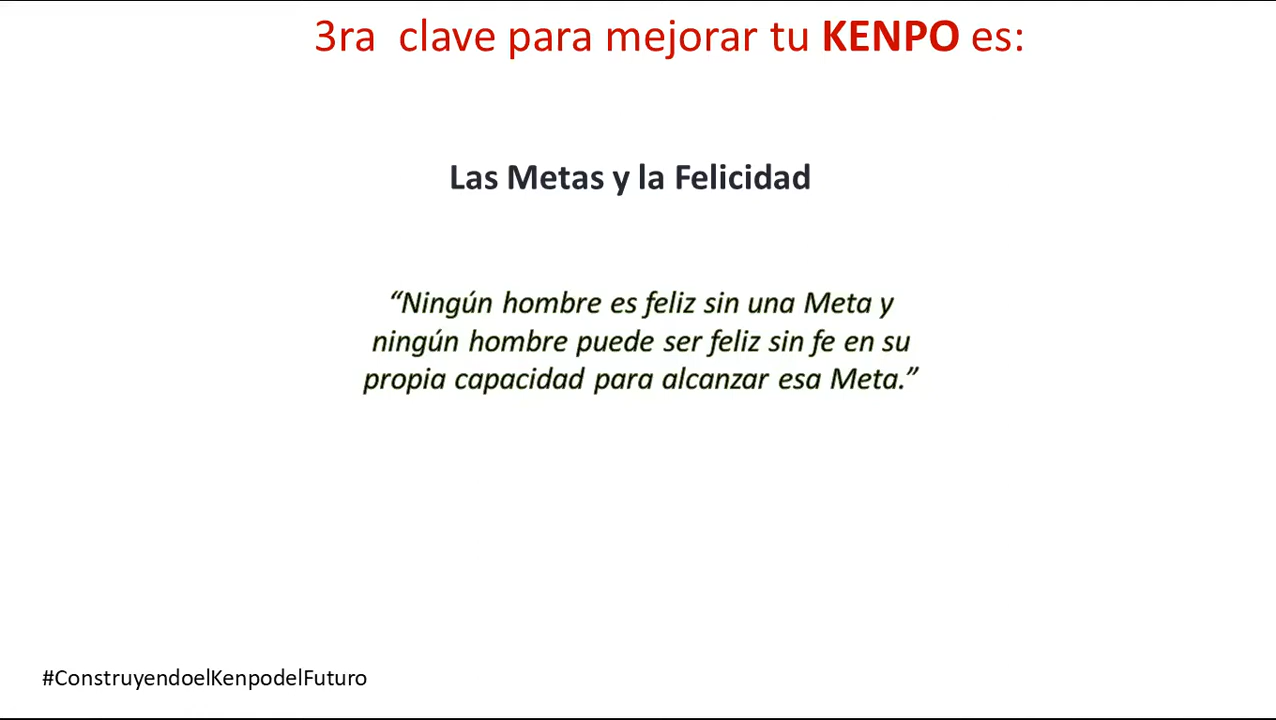 3ra clave para mejorar tu KENPO es:
Las Metas y la Felicidad
“Ningún hombre es feliz sin una Meta y
ningún hombre puede ser feliz sin fe en su
propia capacidad para alcanzar esa Meta.”
#ConstruyendoelKenpodelFuturo